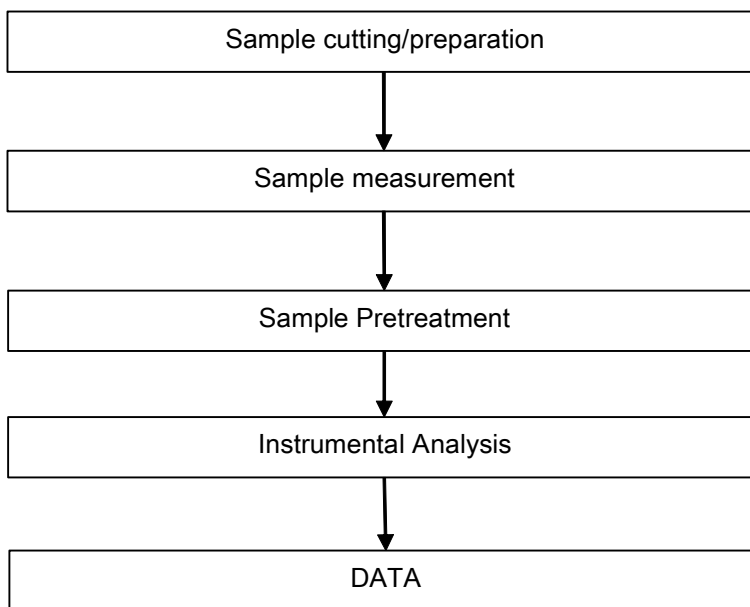 Sample cutting/preparation
Sample measurement
Sample Pretreatment
Instrumental Analysis
DATA